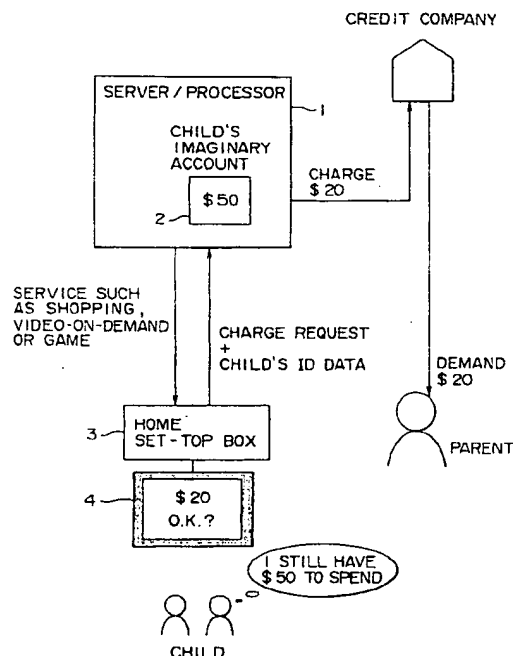 CREDIT COMPANY
SERVER/PROCESSOR
1
CHILD'S
IMAGINARY
ACCOUNT
$50
2
CHARGE
$20
SERVICE SUCH
AS SHOPPING,
VIDEO-ON-DEMAND
OR GAME
CHARGE REQUEST
+
CHILD'S ID DATA
DEMAND
$20
PARENT
3
HOME
SET-TOP BOX
4
$20
O.K.?
I STILL HAVE
$50 TO SPEND
CHILD